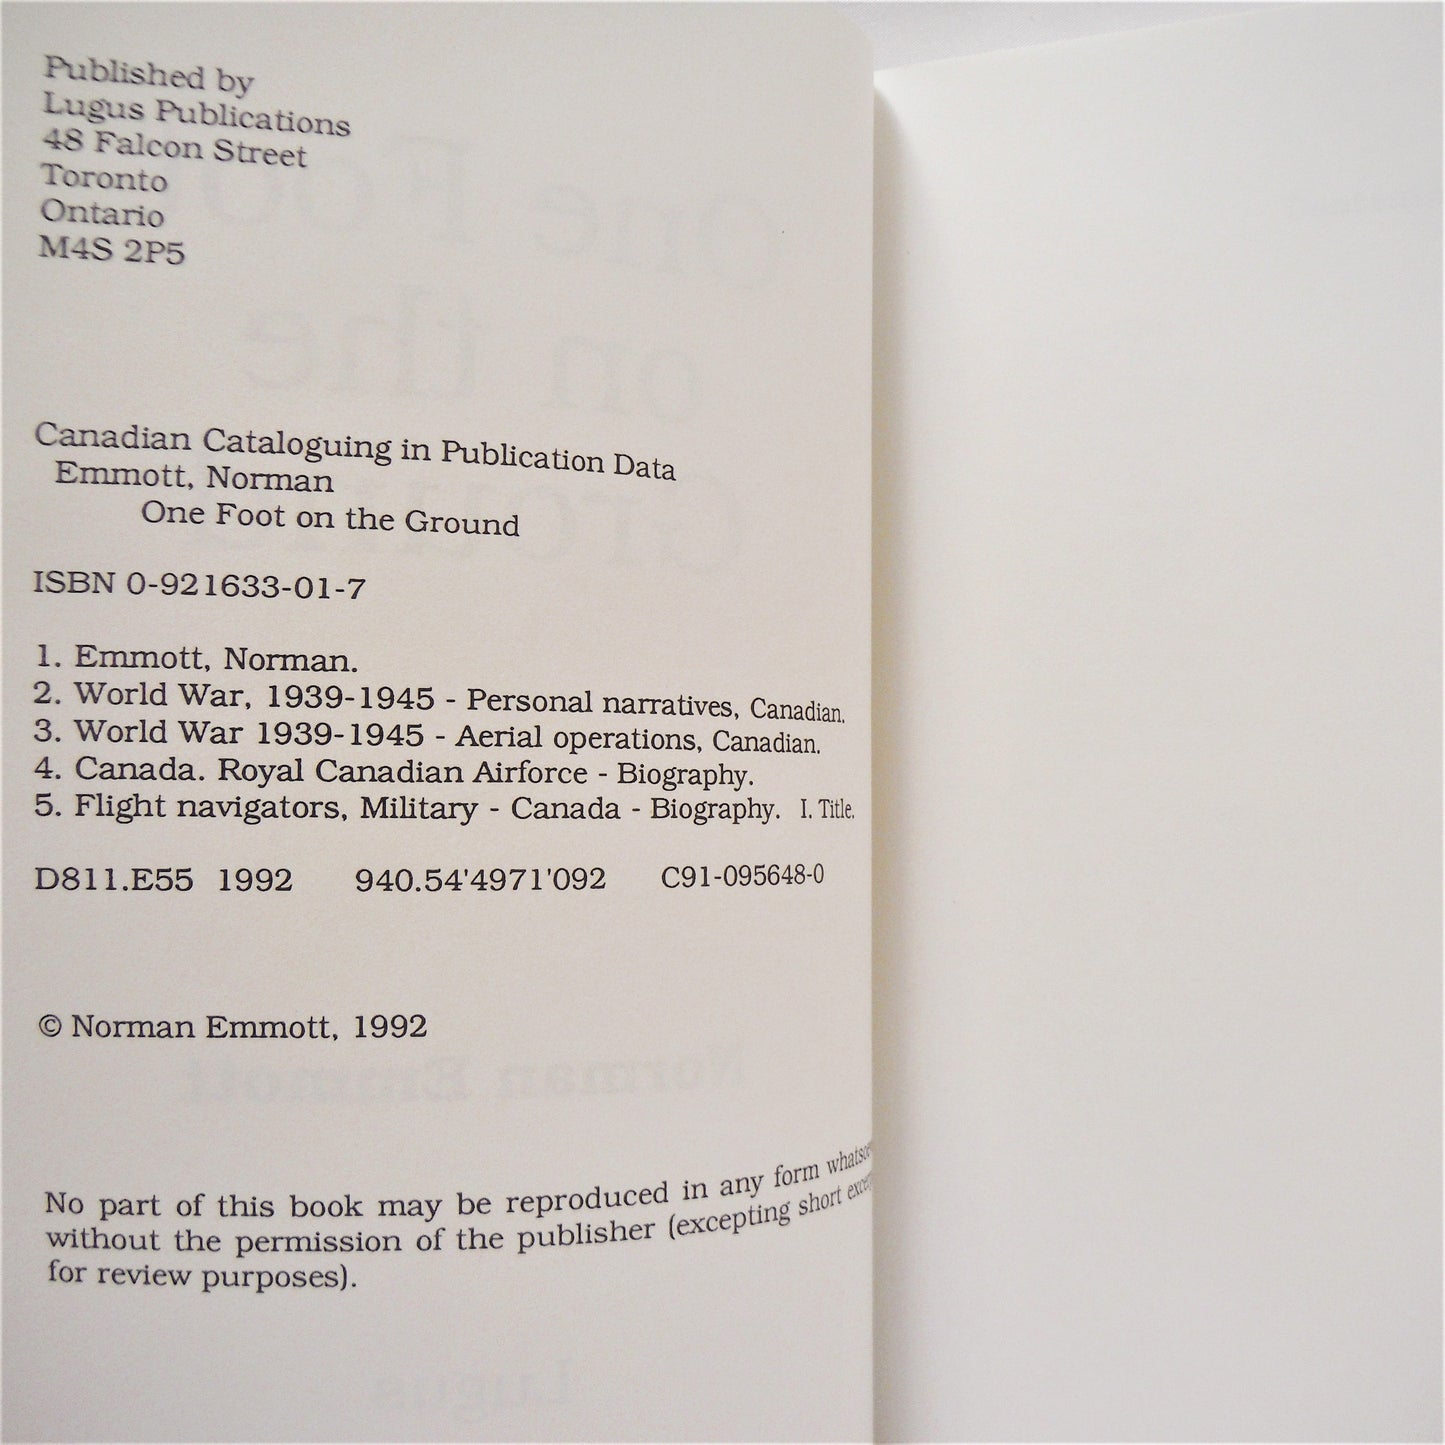 Published by
Lugus Publications
48 Falcon Street
Toronto
Ontario
M4S 2P5
Canadian Cataloguing in Publication Data
Emmott, Norman
One Foot on the Ground
ISBN 0-921633-01-7
1. Emmott, Norman.
2. World War, 1939-1945 - Personal narratives, Canadian.
3. World War 1939-1945 - Aerial operations, Canadian.
4. Canada. Royal Canadian Airforce - Biography.
5. Flight navigators, Military - Canada - Biography. I. Title.
D811.E55 1992 940.54'4971'092 C91-095648-0
© Norman Emmott, 1992
No part of this book may be reproduced in any form
without the permission of the publisher (excepting short
for review purposes).